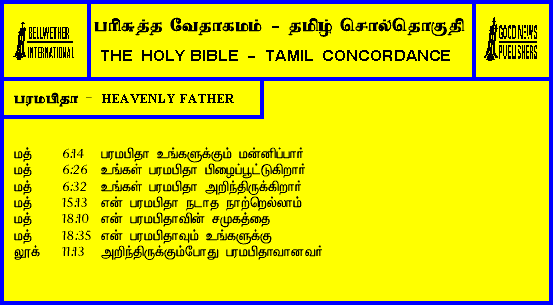 BELLWETHER
INTERNATIONAL
பரிசுத்த வேதாகமம் - தமிழ் சொல்தொகுதி
THE HOLY BIBLE - TAMIL CONCORDANCE
GOOD NEWS
PUBLISHERS
பரமபிதா - HEAVENLY FATHER
மத் 6:14 பரமபிதா உங்களுக்கும் மன்னிப்பார்
மத் 6:26 உங்கள் பரமபிதா பிழைப்பூட்டுகிறார்
மத் 6:32 உங்கள் பரமபிதா அறிந்திருக்கிறார்
மத் 15:13 என் பரமபிதா நடாத நாற்றெல்லாம்
மத் 18:10 என் பரமபிதாவின் சமுகத்தை
மத் 18:35 என் பரமபிதாவும் உங்களுக்கு
லூக் 11:13 அறிந்திருக்கும்போது பரமபிதாவானவர்